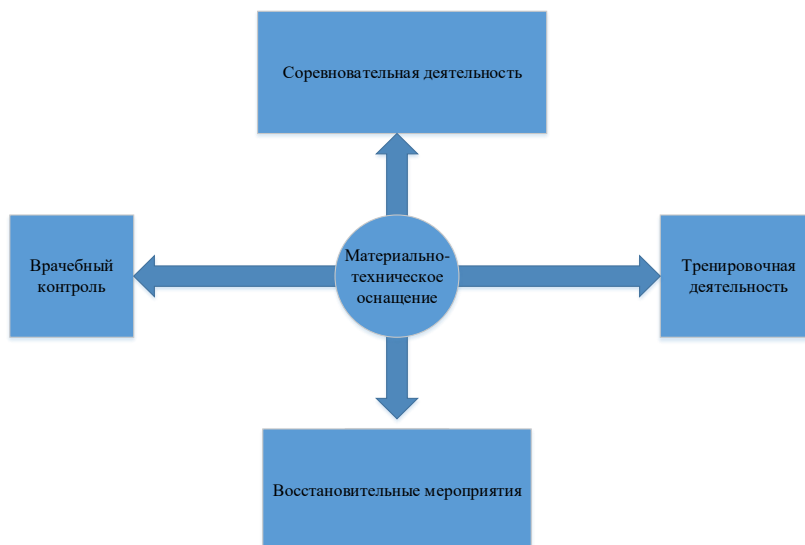 Соревновательная деятельность
Врачебный
контроль
Материально-
техническое
оснащение
Тренировочная
деятельность
Восстановительные мероприятия